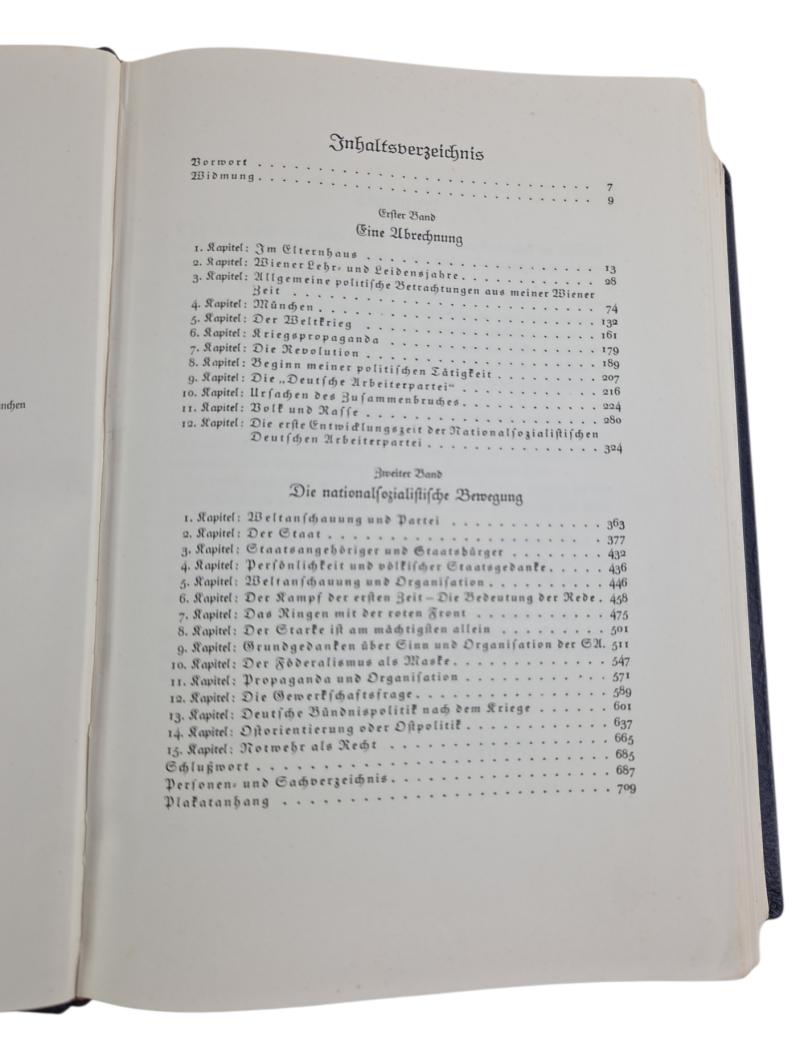 nchen
Inhaltsverzeichnis
Vorwort . . . . . . . . . . . . . . . . . . . . . . . . 7
Widmung . . . . . . . . . . . . . . . . . . . . . . . . 9
Erster Band
Eine Abrechnung
1. Kapitel: Im Elternhaus . . . . . . . . . . . . . . . . 13
2. Kapitel: Wiener Lehr- und Leidensjahre . . . . . . . . . . 28
3. Kapitel: Allgemeine politische Betrachtungen aus meiner Wiener
Zeit . . . . . . . . . . . . . . . . . . . . 74
4. Kapitel: München . . . . . . . . . . . . . . . . . . 132
5. Kapitel: Der Weltkrieg . . . . . . . . . . . . . . . . 161
6. Kapitel: Kriegspropaganda . . . . . . . . . . . . . . 179
7. Kapitel: Die Revolution . . . . . . . . . . . . . . . 189
8. Kapitel: Beginn meiner politischen Tätigkeit . . . . . . . . 207
9. Kapitel: Die „Deutsche Arbeiterpartei“ . . . . . . . . . . 216
10. Kapitel: Ursachen des Zusammenbruches . . . . . . . . . . 224
11. Kapitel: Volk und Rasse . . . . . . . . . . . . . . . 280
12. Kapitel: Die erste Entwicklungszeit der Nationalsozialistischen
Deutschen Arbeiterpartei . . . . . . . . . . . . 324
Zweiter Band
Die nationalsozialistische Bewegung
1. Kapitel: Weltanschauung und Partei . . . . . . . . . . . 363
2. Kapitel: Der Staat . . . . . . . . . . . . . . . . . 377
3. Kapitel: Staatsangehöriger und Staatsbürger . . . . . . . . 432
4. Kapitel: Persönlichkeit und völkischer Staatsgedanke . . . . . 436
5. Kapitel: Weltanschauung und Organisation . . . . . . . . . 446
6. Kapitel: Der Kampf der ersten Zeit – Die Bedeutung der Rede . 458
7. Kapitel: Das Ringen mit der roten Front . . . . . . . . . 475
8. Kapitel: Der Starke ist am mächtigsten allein . . . . . . . . 501
9. Kapitel: Grundgedanken über Sinn und Organisation der SA. 511
10. Kapitel: Der Föderalismus als Maske . . . . . . . . . . . 547
11. Kapitel: Propaganda und Organisation . . . . . . . . . . 571
12. Kapitel: Die Gewerkschaftsfrage . . . . . . . . . . . . 589
13. Kapitel: Deutsche Bündnispolitik nach dem Kriege . . . . . . 601
14. Kapitel: Ostorientierung oder Ostpolitik . . . . . . . . . . 637
15. Kapitel: Notwehr als Recht . . . . . . . . . . . . . . 665
Schlußwort . . . . . . . . . . . . . . . . . . . . . . 685
Personen- und Sachverzeichnis . . . . . . . . . . . . . . . 687
Plakatanhang . . . . . . . . . . . . . . . . . . . . . 709